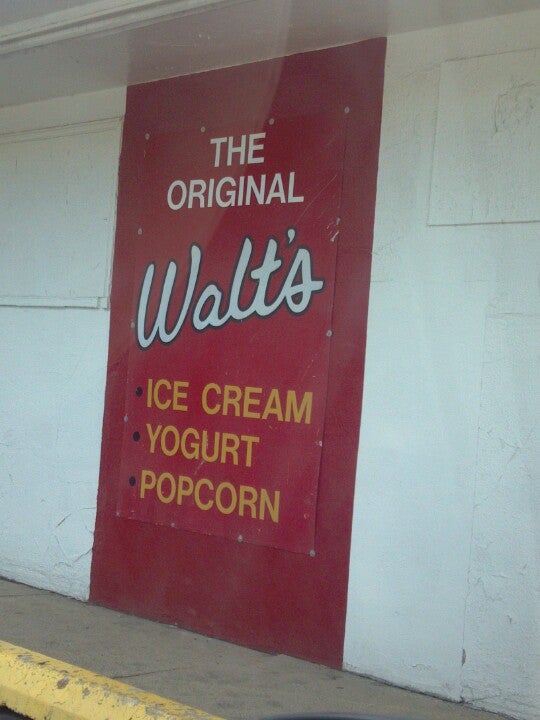 THE
ORIGINAL
Walt's
• ICE CREAM
• YOGURT
• POPCORN